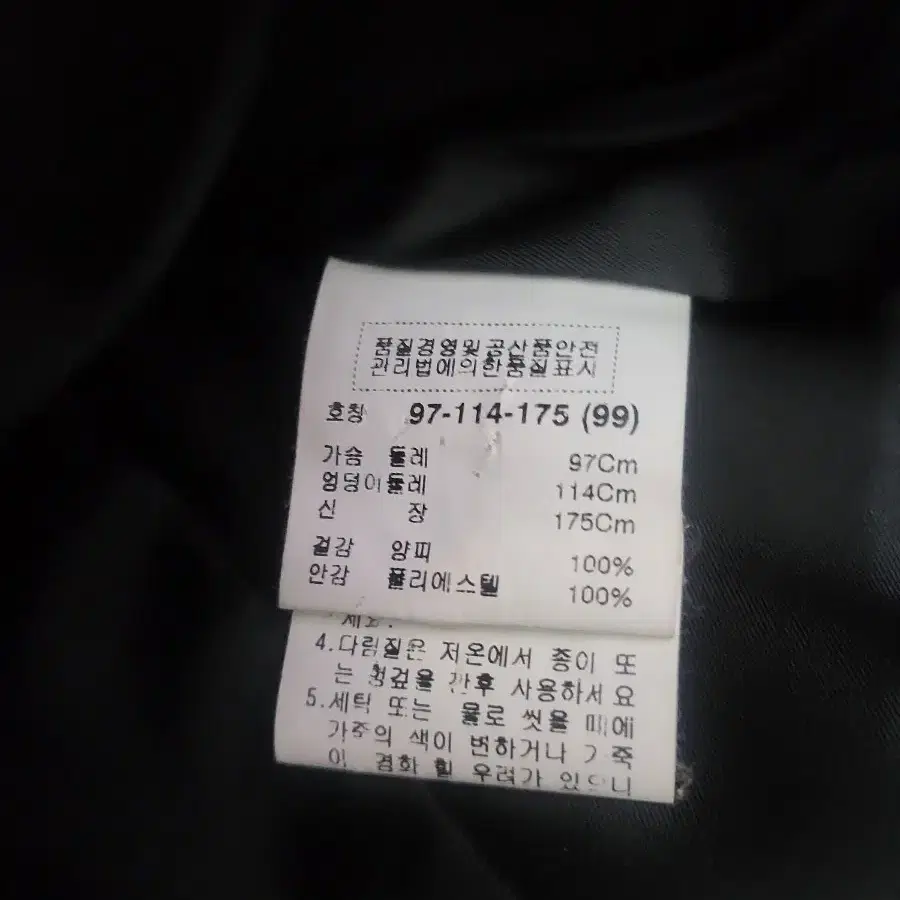 품질경영및공산품안전
관리법에의한품질표시
호칭 97-114-175 (99)
가슴 둘레 97Cm
엉덩이둘레 114Cm
신 장 175Cm
겉감 양피 100%
안감 폴리에스텔 100%
4.다림질은 저온에서 종이 또
는 헝겊을 깐후 사용하세요
5.세탁 또는 물로 씻을 때에
가죽의 색이 변하거나 가죽
이 경화 될 우려가 있으니